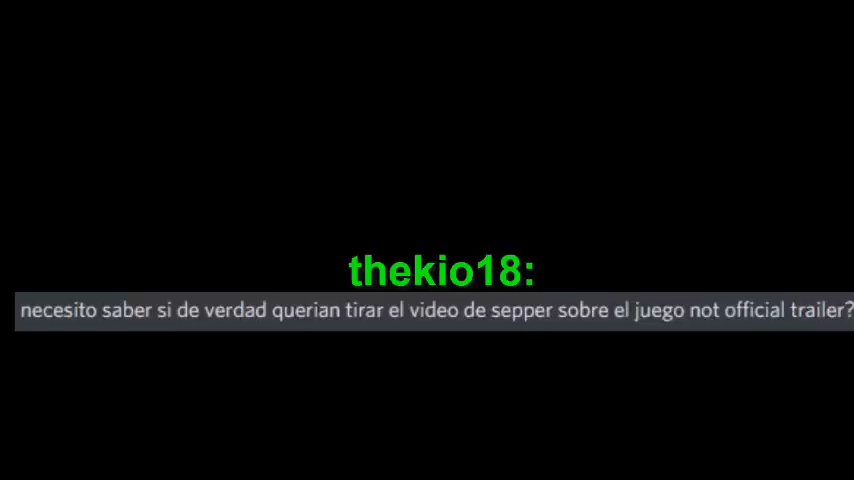 thekio18:
necesito saber si de verdad querian tirar el video de sepper sobre el juego not official trailer?